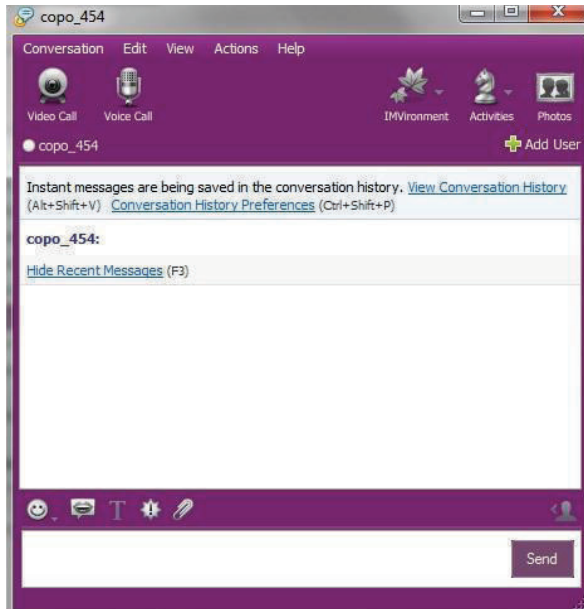 copo_454
Conversation Edit View Actions Help
Video Call Voice Call IMVironment Activities Photos
copo_454 Add User
Instant messages are being saved in the conversation history. View Conversation History
(Alt+Shift+V) Conversation History Preferences (Ctrl+Shift+P)
copo_454:
Hide Recent Messages (F3)
T
Send